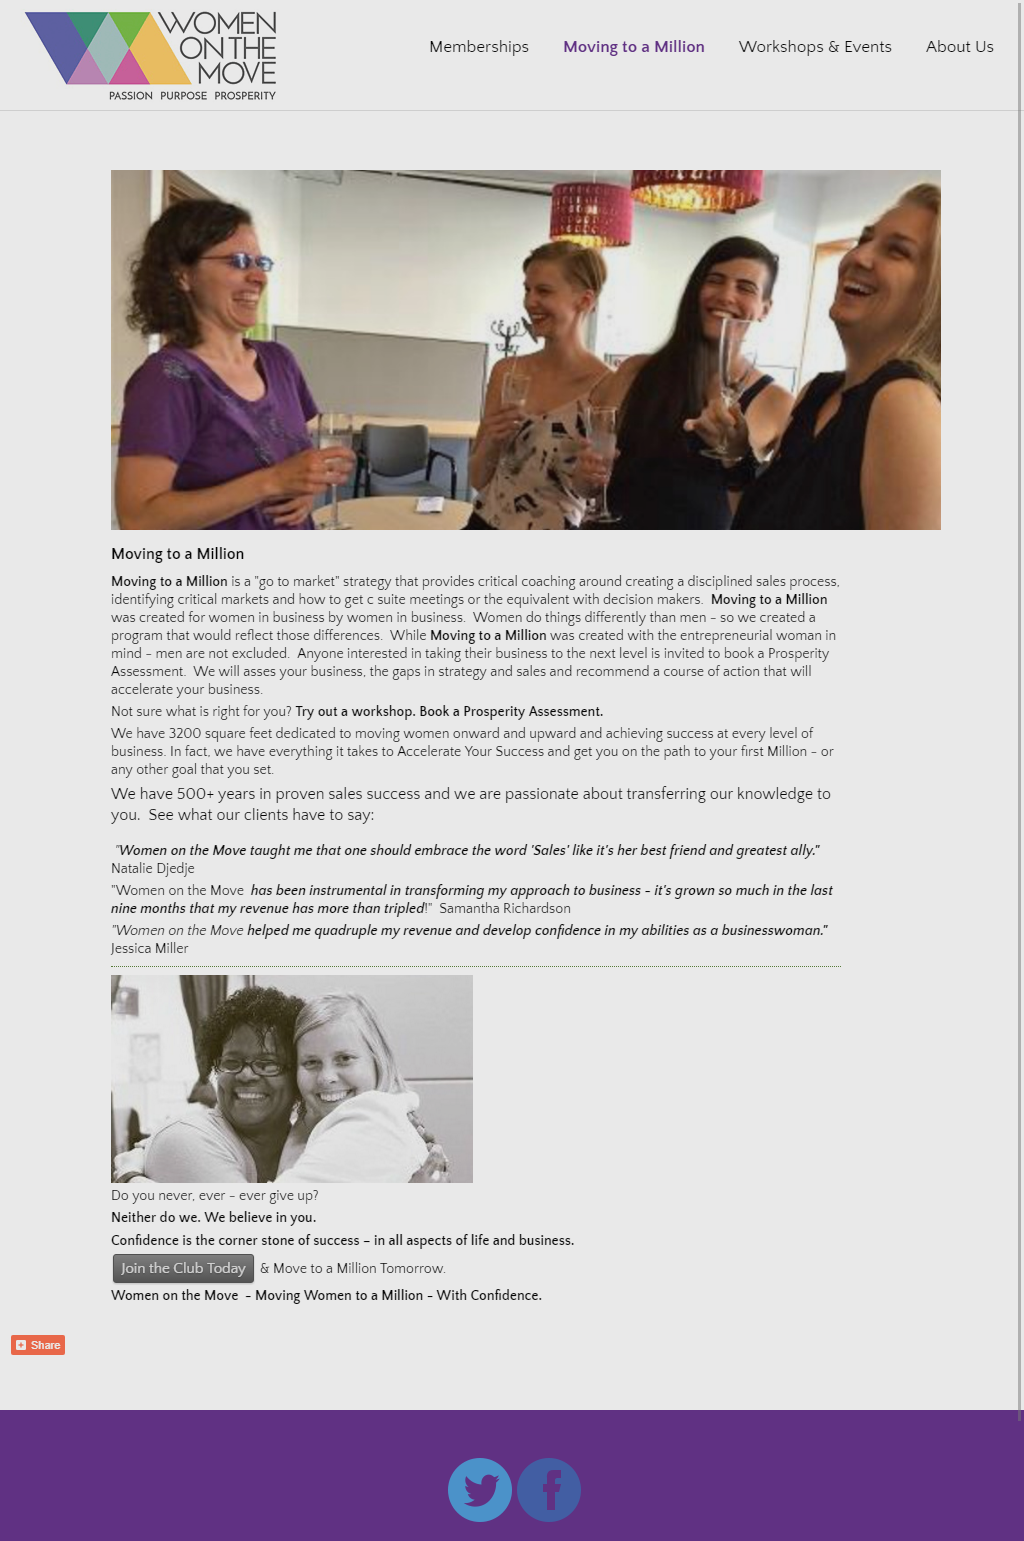 WOMEN
ON THE
MOVE
PASSION PURPOSE PROSPERITY
Memberships
Moving to a Million
Workshops & Events
About Us
Moving to a Million
Moving to a Million is a "go to market" strategy that provides critical coaching around creating a disciplined sales process,
identifying critical markets and how to get c suite meetings or the equivalent with decision makers.  Moving to a Million
was created for women in business by women in business.  Women do things differently than men - so we created a
program that would reflect those differences.  While Moving to a Million was created with the entrepreneurial woman in
mind - men are not excluded.  Anyone interested in taking their business to the next level is invited to book a Prosperity
Assessment.  We will asses your business, the gaps in strategy and sales and recommend a course of action that will
accelerate your business.
Not sure what is right for you? Try out a workshop. Book a Prosperity Assessment.
We have 3200 square feet dedicated to moving women onward and upward and achieving success at every level of
business. In fact, we have everything it takes to Accelerate Your Success and get you on the path to your first Million - or
any other goal that you set.
We have 500+ years in proven sales success and we are passionate about transferring our knowledge to
you.  See what our clients have to say:
"Women on the Move taught me that one should embrace the word 'Sales' like it's her best friend and greatest ally."
Natalie Djedje
"Women on the Move  has been instrumental in transforming my approach to business - it's grown so much in the last
nine months that my revenue has more than tripled!"  Samantha Richardson
"Women on the Move helped me quadruple my revenue and develop confidence in my abilities as a businesswoman."
Jessica Miller
Do you never, ever - ever give up?
Neither do we. We believe in you.
Confidence is the corner stone of success – in all aspects of life and business.
Join the Club Today & Move to a Million Tomorrow.
Women on the Move  - Moving Women to a Million - With Confidence.
Share